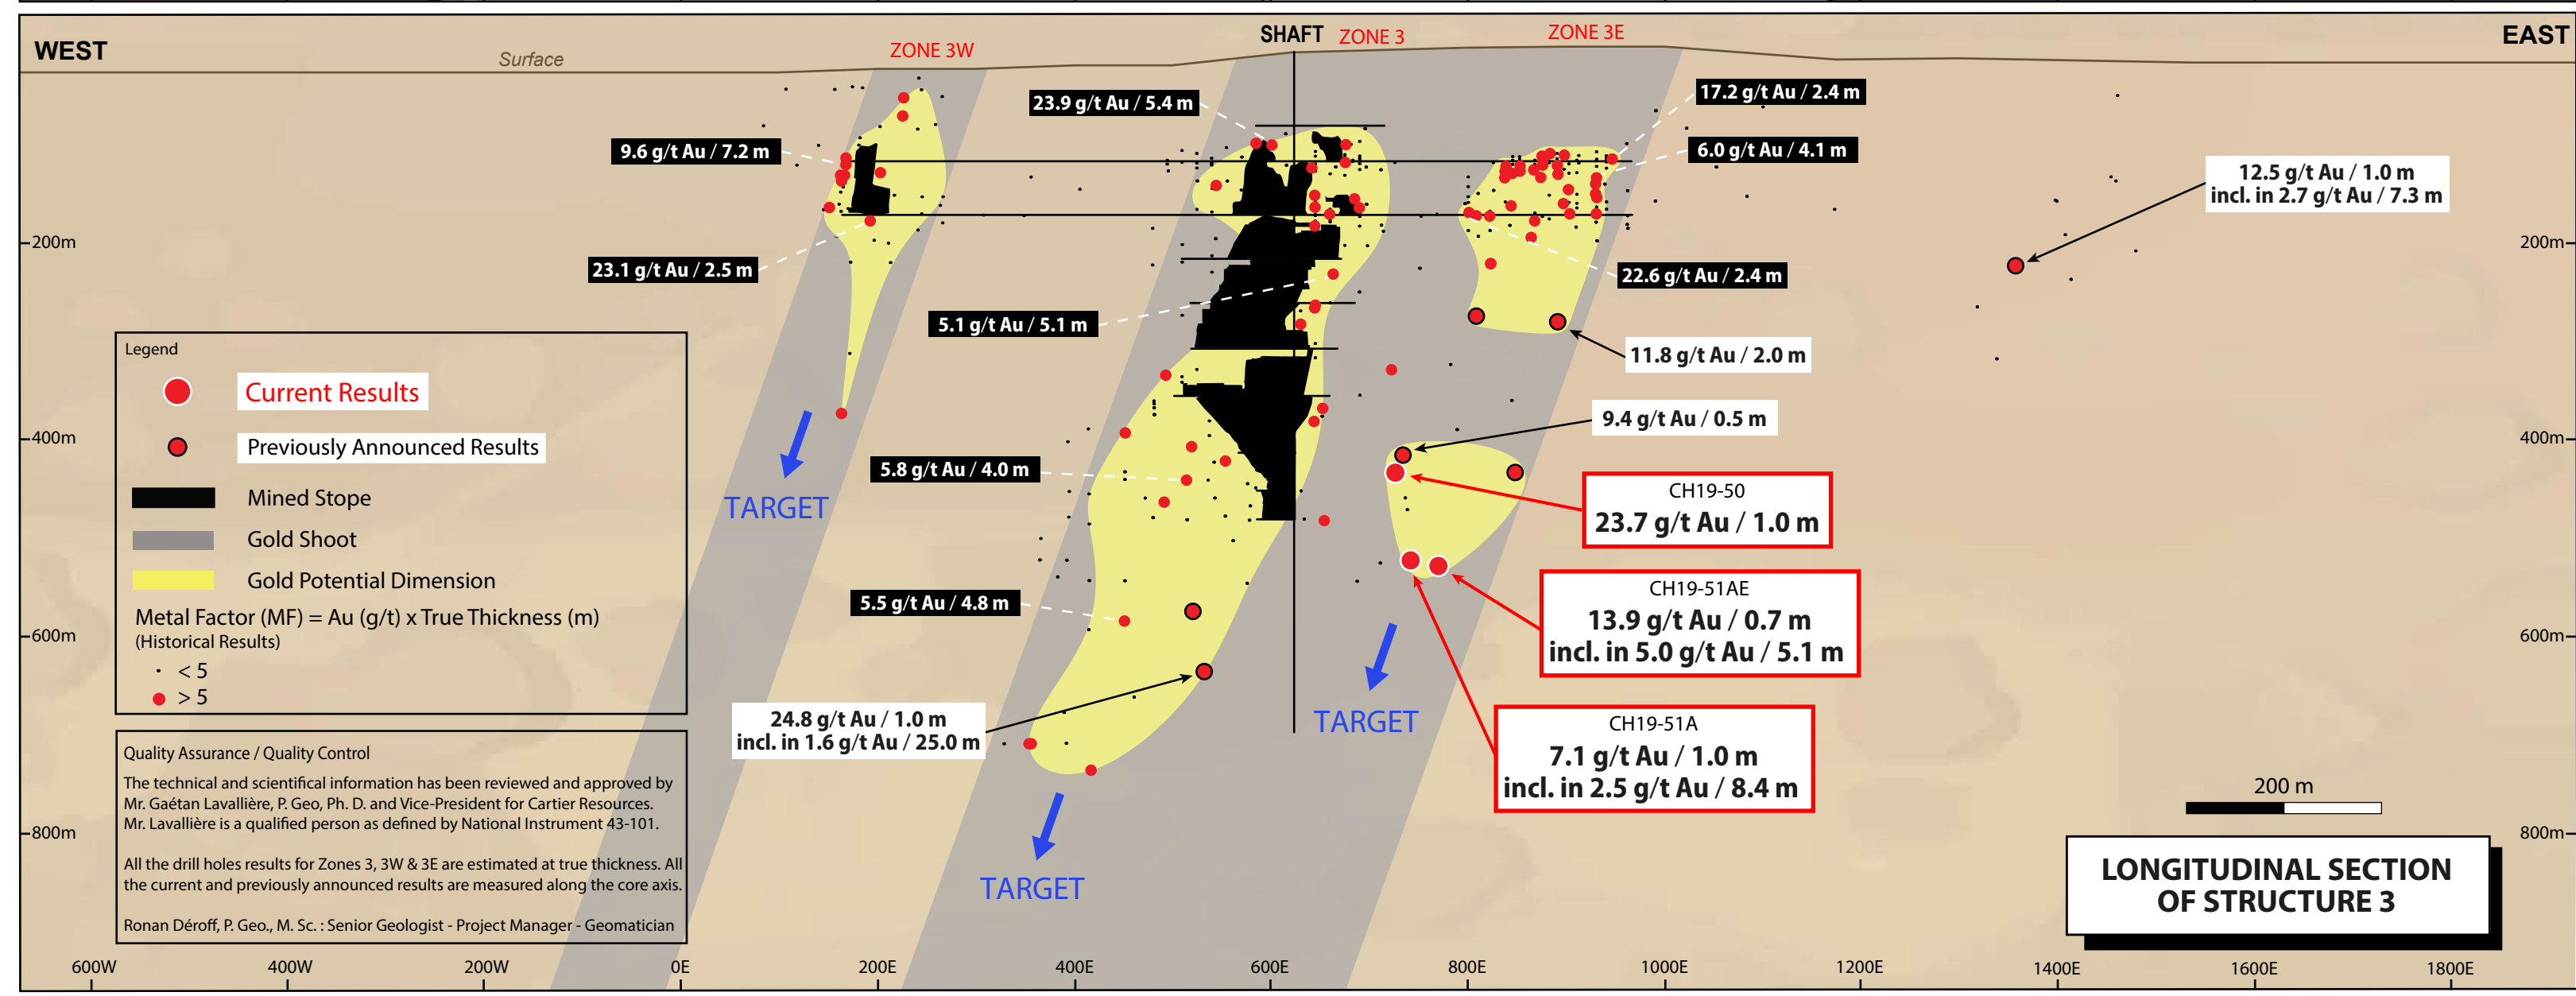 WEST
Surface
ZONE 3W
SHAFT
ZONE 3
ZONE 3E
EAST
23.9 g/t Au / 5.4 m
17.2 g/t Au / 2.4 m
9.6 g/t Au / 7.2 m
6.0 g/t Au / 4.1 m
12.5 g/t Au / 1.0 m
incl. in 2.7 g/t Au / 7.3 m
200m
200m
23.1 g/t Au / 2.5 m
22.6 g/t Au / 2.4 m
5.1 g/t Au / 5.1 m
11.8 g/t Au / 2.0 m
Legend
Current Results
Previously Announced Results
Mined Stope
Gold Shoot
Gold Potential Dimension
Metal Factor (MF) = Au (g/t) x True Thickness (m)
(Historical Results)
< 5
> 5
400m
400m
9.4 g/t Au / 0.5 m
5.8 g/t Au / 4.0 m
TARGET
CH19-50
23.7 g/t Au / 1.0 m
CH19-51AE
13.9 g/t Au / 0.7 m
incl. in 5.0 g/t Au / 5.1 m
5.5 g/t Au / 4.8 m
600m
600m
24.8 g/t Au / 1.0 m
incl. in 1.6 g/t Au / 25.0 m
TARGET
CH19-51A
7.1 g/t Au / 1.0 m
incl. in 2.5 g/t Au / 8.4 m
Quality Assurance / Quality Control
The technical and scientifical information has been reviewed and approved by
Mr. Gaétan Lavallière, P. Geo, Ph. D. and Vice-President for Cartier Resources.
Mr. Lavallière is a qualified person as defined by National Instrument 43-101.
All the drill holes results for Zones 3, 3W & 3E are estimated at true thickness. All
the current and previously announced results are measured along the core axis.
Ronan Déroff, P. Geo., M. Sc. : Senior Geologist - Project Manager - Geomatician
200 m
800m
800m
TARGET
LONGITUDINAL SECTION
OF STRUCTURE 3
600W
400W
200W
0E
200E
400E
600E
800E
1000E
1200E
1400E
1600E
1800E